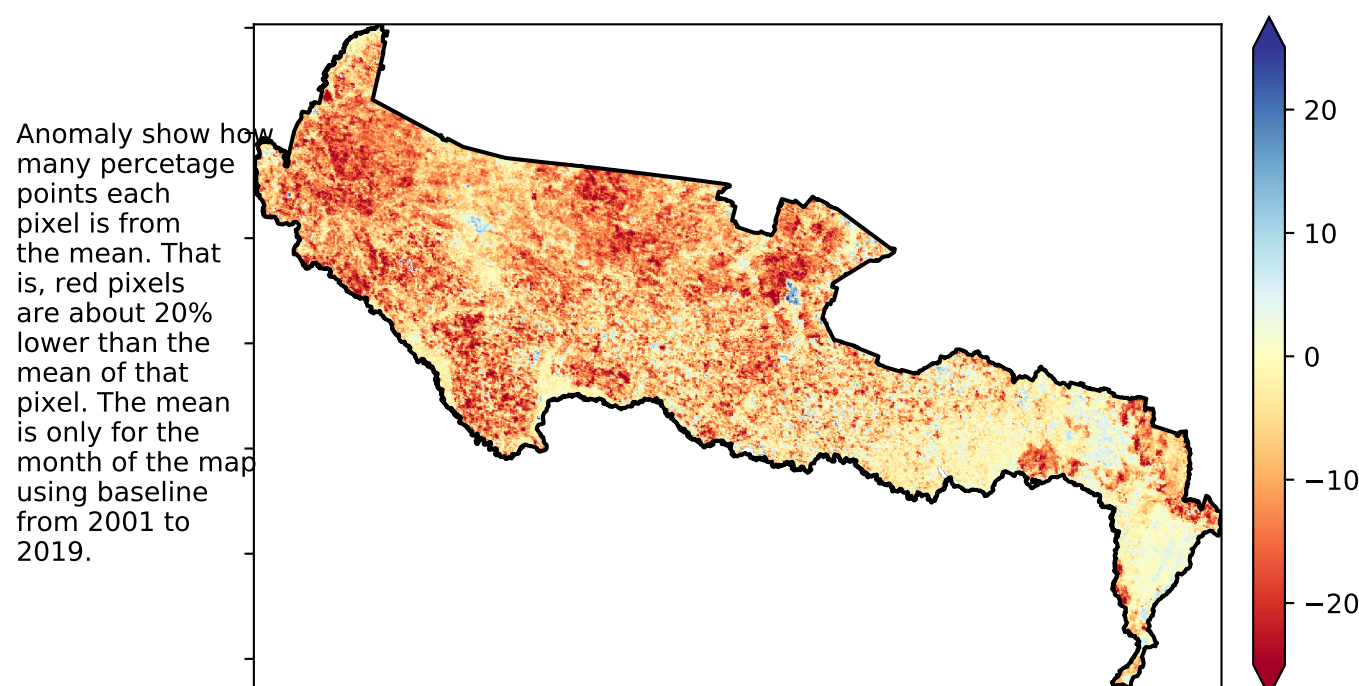 Anomaly show how
many percetage
points each
pixel is from
the mean. That
is, red pixels
are about 20%
lower than the
mean of that
pixel. The mean
is only for the
month of the map
using baseline
from 2001 to
2019.
20
10
0
−10
−20